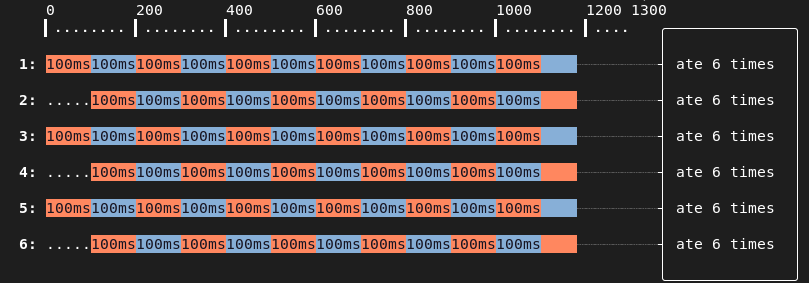 0 200 400 600 800 1000 1200 1300
| ........ | ........ | ........ | ........ | ........ | ........ | ....
1: 100ms100ms100ms100ms100ms100ms100ms100ms100ms100ms100ms ate 6 times
2: .....100ms100ms100ms100ms100ms100ms100ms100ms100ms100ms ate 6 times
3: 100ms100ms100ms100ms100ms100ms100ms100ms100ms100ms100ms ate 6 times
4: .....100ms100ms100ms100ms100ms100ms100ms100ms100ms100ms ate 6 times
5: 100ms100ms100ms100ms100ms100ms100ms100ms100ms100ms100ms ate 6 times
6: .....100ms100ms100ms100ms100ms100ms100ms100ms100ms100ms ate 6 times